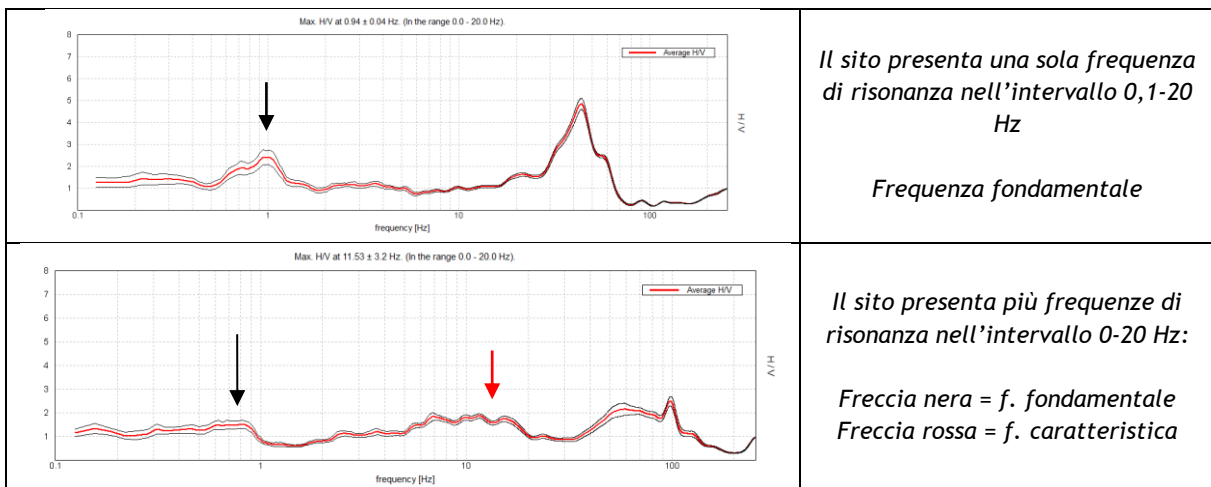 Max. H/V at 0.94 ± 0.04 Hz. (In the range 0.0 - 20.0 Hz).
8
7
6
5
4
3
2
1
Average H/V
H/V
0.1
1
10
100
frequency [Hz]
Il sito presenta una sola frequenza
di risonanza nell'intervallo 0,1-20
Hz
Frequenza fondamentale
Max. H/V at 11.53 ± 3.2 Hz. (In the range 0.0 - 20.0 Hz).
8
7
6
5
4
3
2
1
Average H/V
H/V
0.1
1
10
100
frequency [Hz]
Il sito presenta più frequenze di
risonanza nell'intervallo 0-20 Hz:
Freccia nera = f. fondamentale
Freccia rossa = f. caratteristica